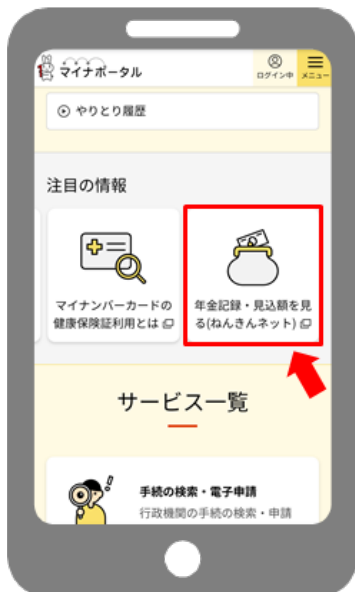 マイナポータル
ログイン中
メニュー
やりとり履歴
注目の情報
マイナンバーカードの
健康保険証利用とは
年金記録・見込額を見
る(ねんきんネット)
サービス一覧
手続の検索・電子申請
行政機関の手続の検索・申請